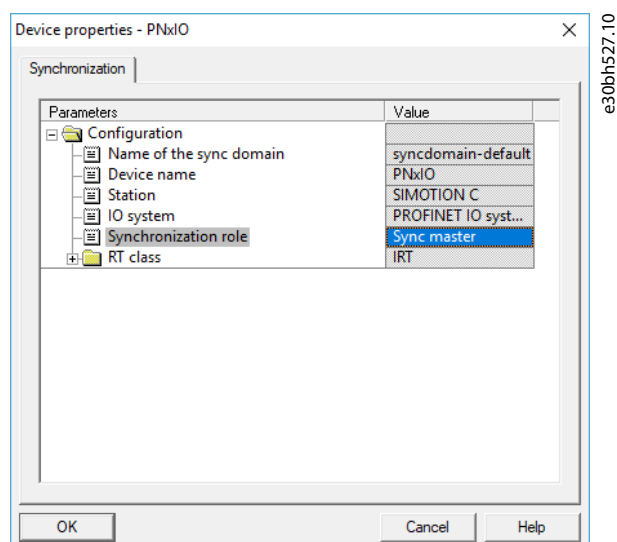 Device properties - PNxIO
Synchronization
Parameters Value
Configuration
Name of the sync domain syncdomain-default
Device name PNxIO
Station SIMOTION C
IO system PROFINET IO syst...
Synchronization role Sync master
RT class IRT
OK Cancel Help
e30bh527.10